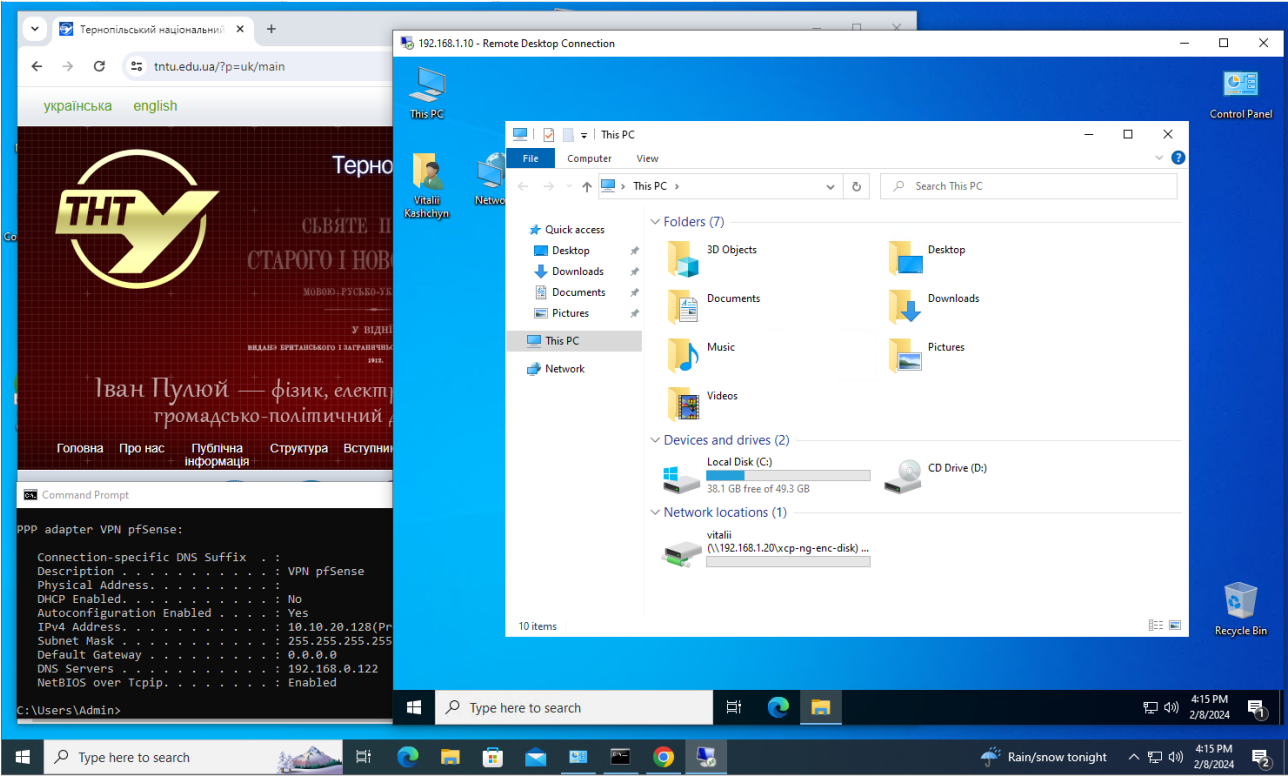 Тернопільський національний
tntu.edu.ua/?p=uk/main
українська english
ТНТУ
Терно
СТАРОГО І НОВ
МОВОЮ РУСЬКО-УК
У ВІДНІ
1912.
Іван Пулюй — фізик, електр
громадсько-політичний д
Головна Про нас Публічна Структура Вступни
інформація
Command Prompt
PPP adapter VPN pfSense:
Connection-specific DNS Suffix . :
Description . . . . . . . . . . . : VPN pfSense
Physical Address. . . . . . . . . :
DHCP Enabled. . . . . . . . . . . : No
Autoconfiguration Enabled . . . . : Yes
IPv4 Address. . . . . . . . . . . : 10.10.20.128(Pr
Subnet Mask . . . . . . . . . . . : 255.255.255.255
Default Gateway . . . . . . . . . : 0.0.0.0
DNS Servers . . . . . . . . . . . : 192.168.0.122
NetBIOS over Tcpip. . . . . . . . : Enabled
C:\Users\Admin>
192.168.1.10 - Remote Desktop Connection
This PC
Control Panel
Vitalii
Kashchyn
Netwo
This PC
File Computer View
This PC
Search This PC
Quick access
Desktop
Downloads
Documents
Pictures
This PC
Network
Folders (7)
3D Objects
Desktop
Documents
Downloads
Music
Pictures
Videos
Devices and drives (2)
Local Disk (C:)
38.1 GB free of 49.3 GB
CD Drive (D:)
Network locations (1)
vitalii
(\\192.168.1.20\xcp-ng-enc-disk) ...
10 items
Recycle Bin
Type here to search
4:15 PM
2/8/2024
1
Type here to search
Rain/snow tonight
4:15 PM
2/8/2024
2